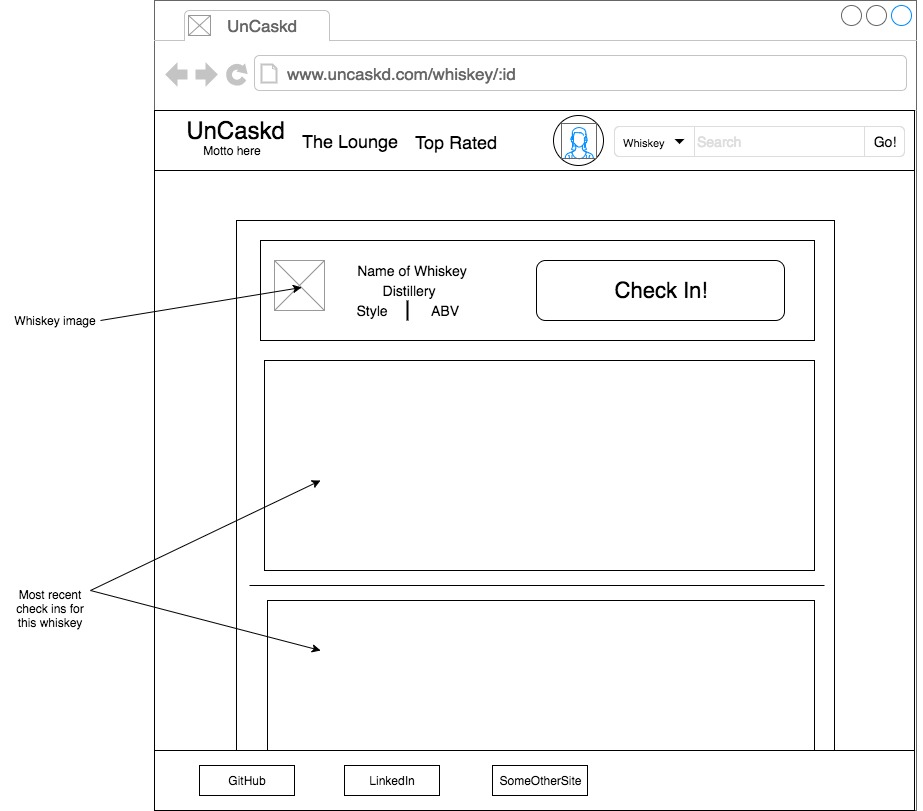 UnCaskd
www.uncaskd.com/whiskey/:id
UnCaskd
Motto here
The Lounge
Top Rated
Whiskey
Search
Go!
Name of Whiskey
Distillery
Style
ABV
Check In!
Whiskey image
Most recent
check ins for
this whiskey
GitHub
LinkedIn
SomeOtherSite